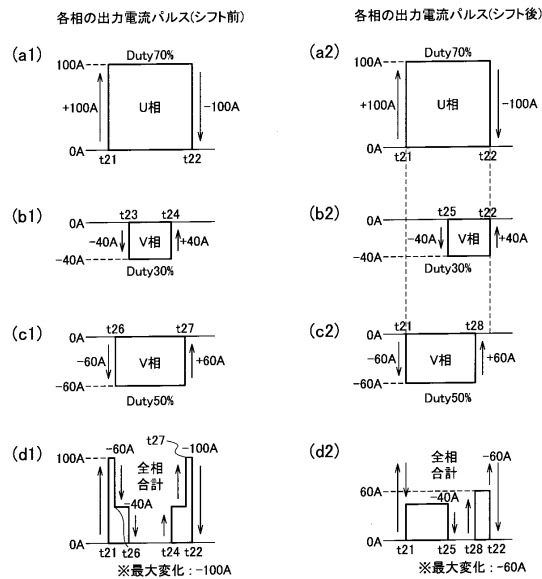 各相の出力電流パルス(シフト前)
(a1)
Duty70%
100A
+100A
U相
-100A
0A
t21
t22
(b1)
t23
t24
0A
-40A
V相
+40A
-40A
Duty30%
(c1)
t26
t27
0A
-60A
V相
+60A
-60A
Duty50%
(d1)
t27
-60A
-100A
100A
全相
合計
-40A
0A
t21
t26
t24
t22
※最大変化:-100A
各相の出力電流パルス(シフト後)
(a2)
Duty70%
100A
+100A
U相
-100A
0A
t21
t22
(b2)
t25
t22
0A
-40A
V相
+40A
-40A
Duty30%
(c2)
t21
t28
0A
-60A
V相
+60A
-60A
Duty50%
(d2)
全相
合計
-60A
60A
-40A
0A
t21
t25
t28
t22
※最大変化:-60A